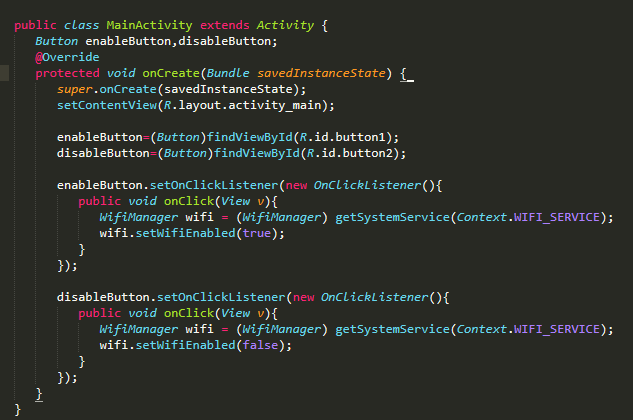 public class MainActivity extends Activity {
Button enableButton,disableButton;
@Override
protected void onCreate(Bundle savedInstanceState) {
super.onCreate(savedInstanceState);
setContentView(R.layout.activity_main);
enableButton=(Button)findViewById(R.id.button1);
disableButton=(Button)findViewById(R.id.button2);
enableButton.setOnClickListener(new OnClickListener(){
public void onClick(View v){
WifiManager wifi = (WifiManager) getSystemService(Context.WIFI_SERVICE);
wifi.setWifiEnabled(true);
}
});
disableButton.setOnClickListener(new OnClickListener(){
public void onClick(View v){
WifiManager wifi = (WifiManager) getSystemService(Context.WIFI_SERVICE);
wifi.setWifiEnabled(false);
}
});
}
}